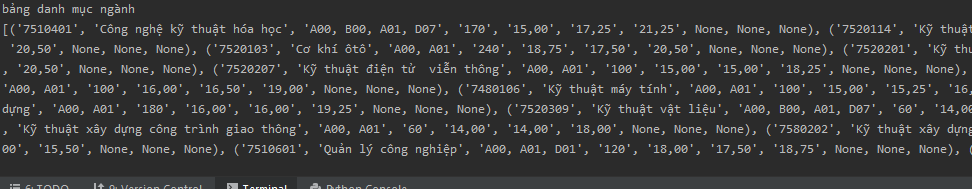 bảng danh mục ngành
[('7510401', 'Công nghệ kỹ thuật hóa học', 'A00, B00, A01, D07', '170', '15,00', '17,25', '21,25', None, None, None), ('7520114', 'Kỹ thuật
'20,50', None, None, None), ('7520103', 'Cơ khí ôtô', 'A00, A01', '240', '18,75', '17,50', '20,50', None, None, None), ('7520201', 'Kỹ thu
, '20,50', None, None, None), ('7520207', 'Kỹ thuật điện tử  viễn thông', 'A00, A01', '100', '15,00', '15,00', '18,25', None, None, None),
'A00, A01', '100', '16,00', '16,50', '19,00', None, None, None), ('7480106', 'Kỹ thuật máy tính', 'A00, A01', '100', '15,00', '15,25', '16,
dựng', 'A00, A01', '180', '16,00', '16,00', '19,25', None, None, None), ('7520309', 'Kỹ thuật vật liệu', 'A00, B00, A01, D07', '60', '14,00
, 'Kỹ thuật xây dựng công trình giao thông', 'A00, A01', '60', '14,00', '14,00', '18,00', None, None, None), ('7580202', 'Kỹ thuật xây dựng
00', '15,50', None, None, None), ('7510601', 'Quản lý công nghiệp', 'A00, A01, D01', '120', '18,00', '17,50', '18,75', None, None, None), (
6: TODO 9: Version Control Terminal Python Console